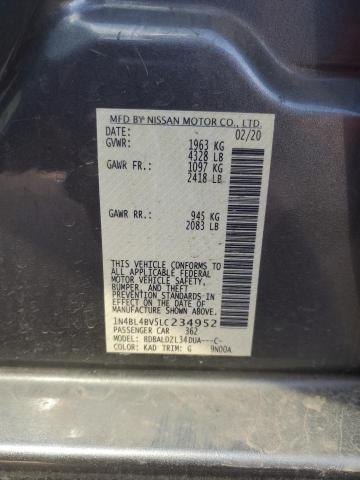 MFD BY NISSAN MOTOR CO., LTD.
DATE: 02/20
GVWR: 1963 KG
4328 LB
GAWR FR.: 1097 KG
2418 LB
GAWR RR.: 945 KG
2083 LB
THIS VEHICLE CONFORMS TO
ALL APPLICABLE FEDERAL
MOTOR VEHICLE SAFETY,
BUMPER, AND THEFT
PREVENTION STANDARDS IN
EFFECT ON THE DATE OF
MANUFACTURE SHOWN ABOVE.
1N4BL4BV5LC234952
PASSENGER CAR 362
MODEL: BDBALD2L34DUA---C-
COLOR: KAD TRIM: G 9N00A